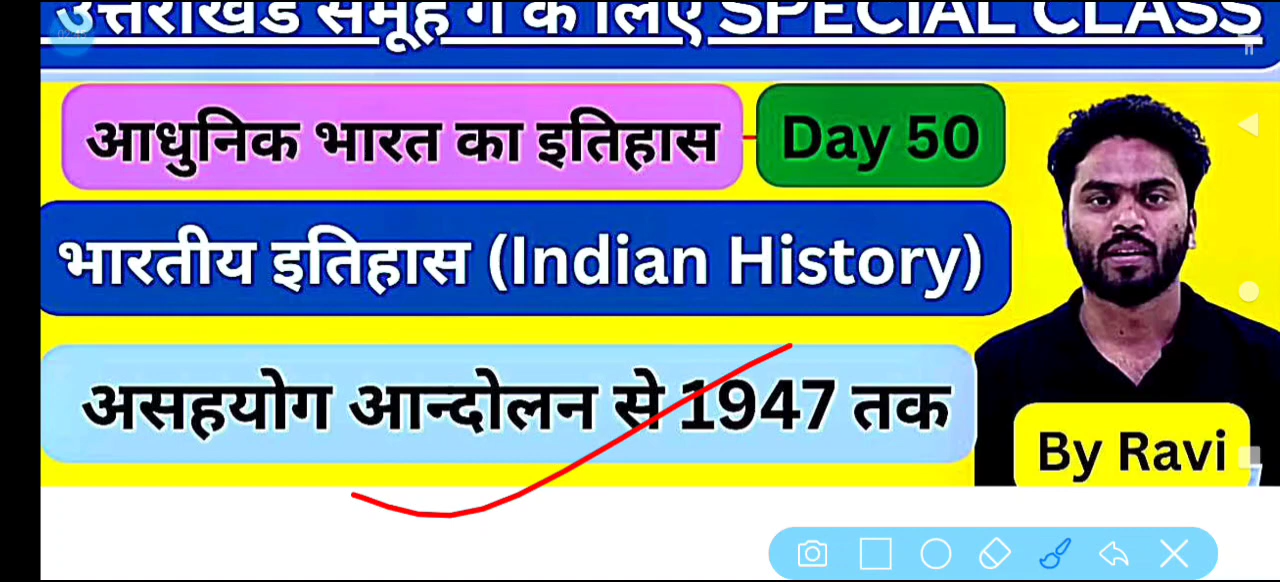 उत्तराखंड समूह ग के लिए SPECIAL CLASS
आधुनिक भारत का इतिहास - Day 50
भारतीय इतिहास (Indian History)
असहयोग आन्दोलन से 1947 तक
By Ravi